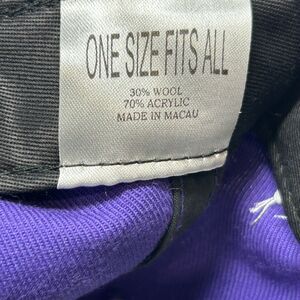 ONE SIZE FITS ALL
30% WOOL
70% ACRYLIC
MADE IN MACAU